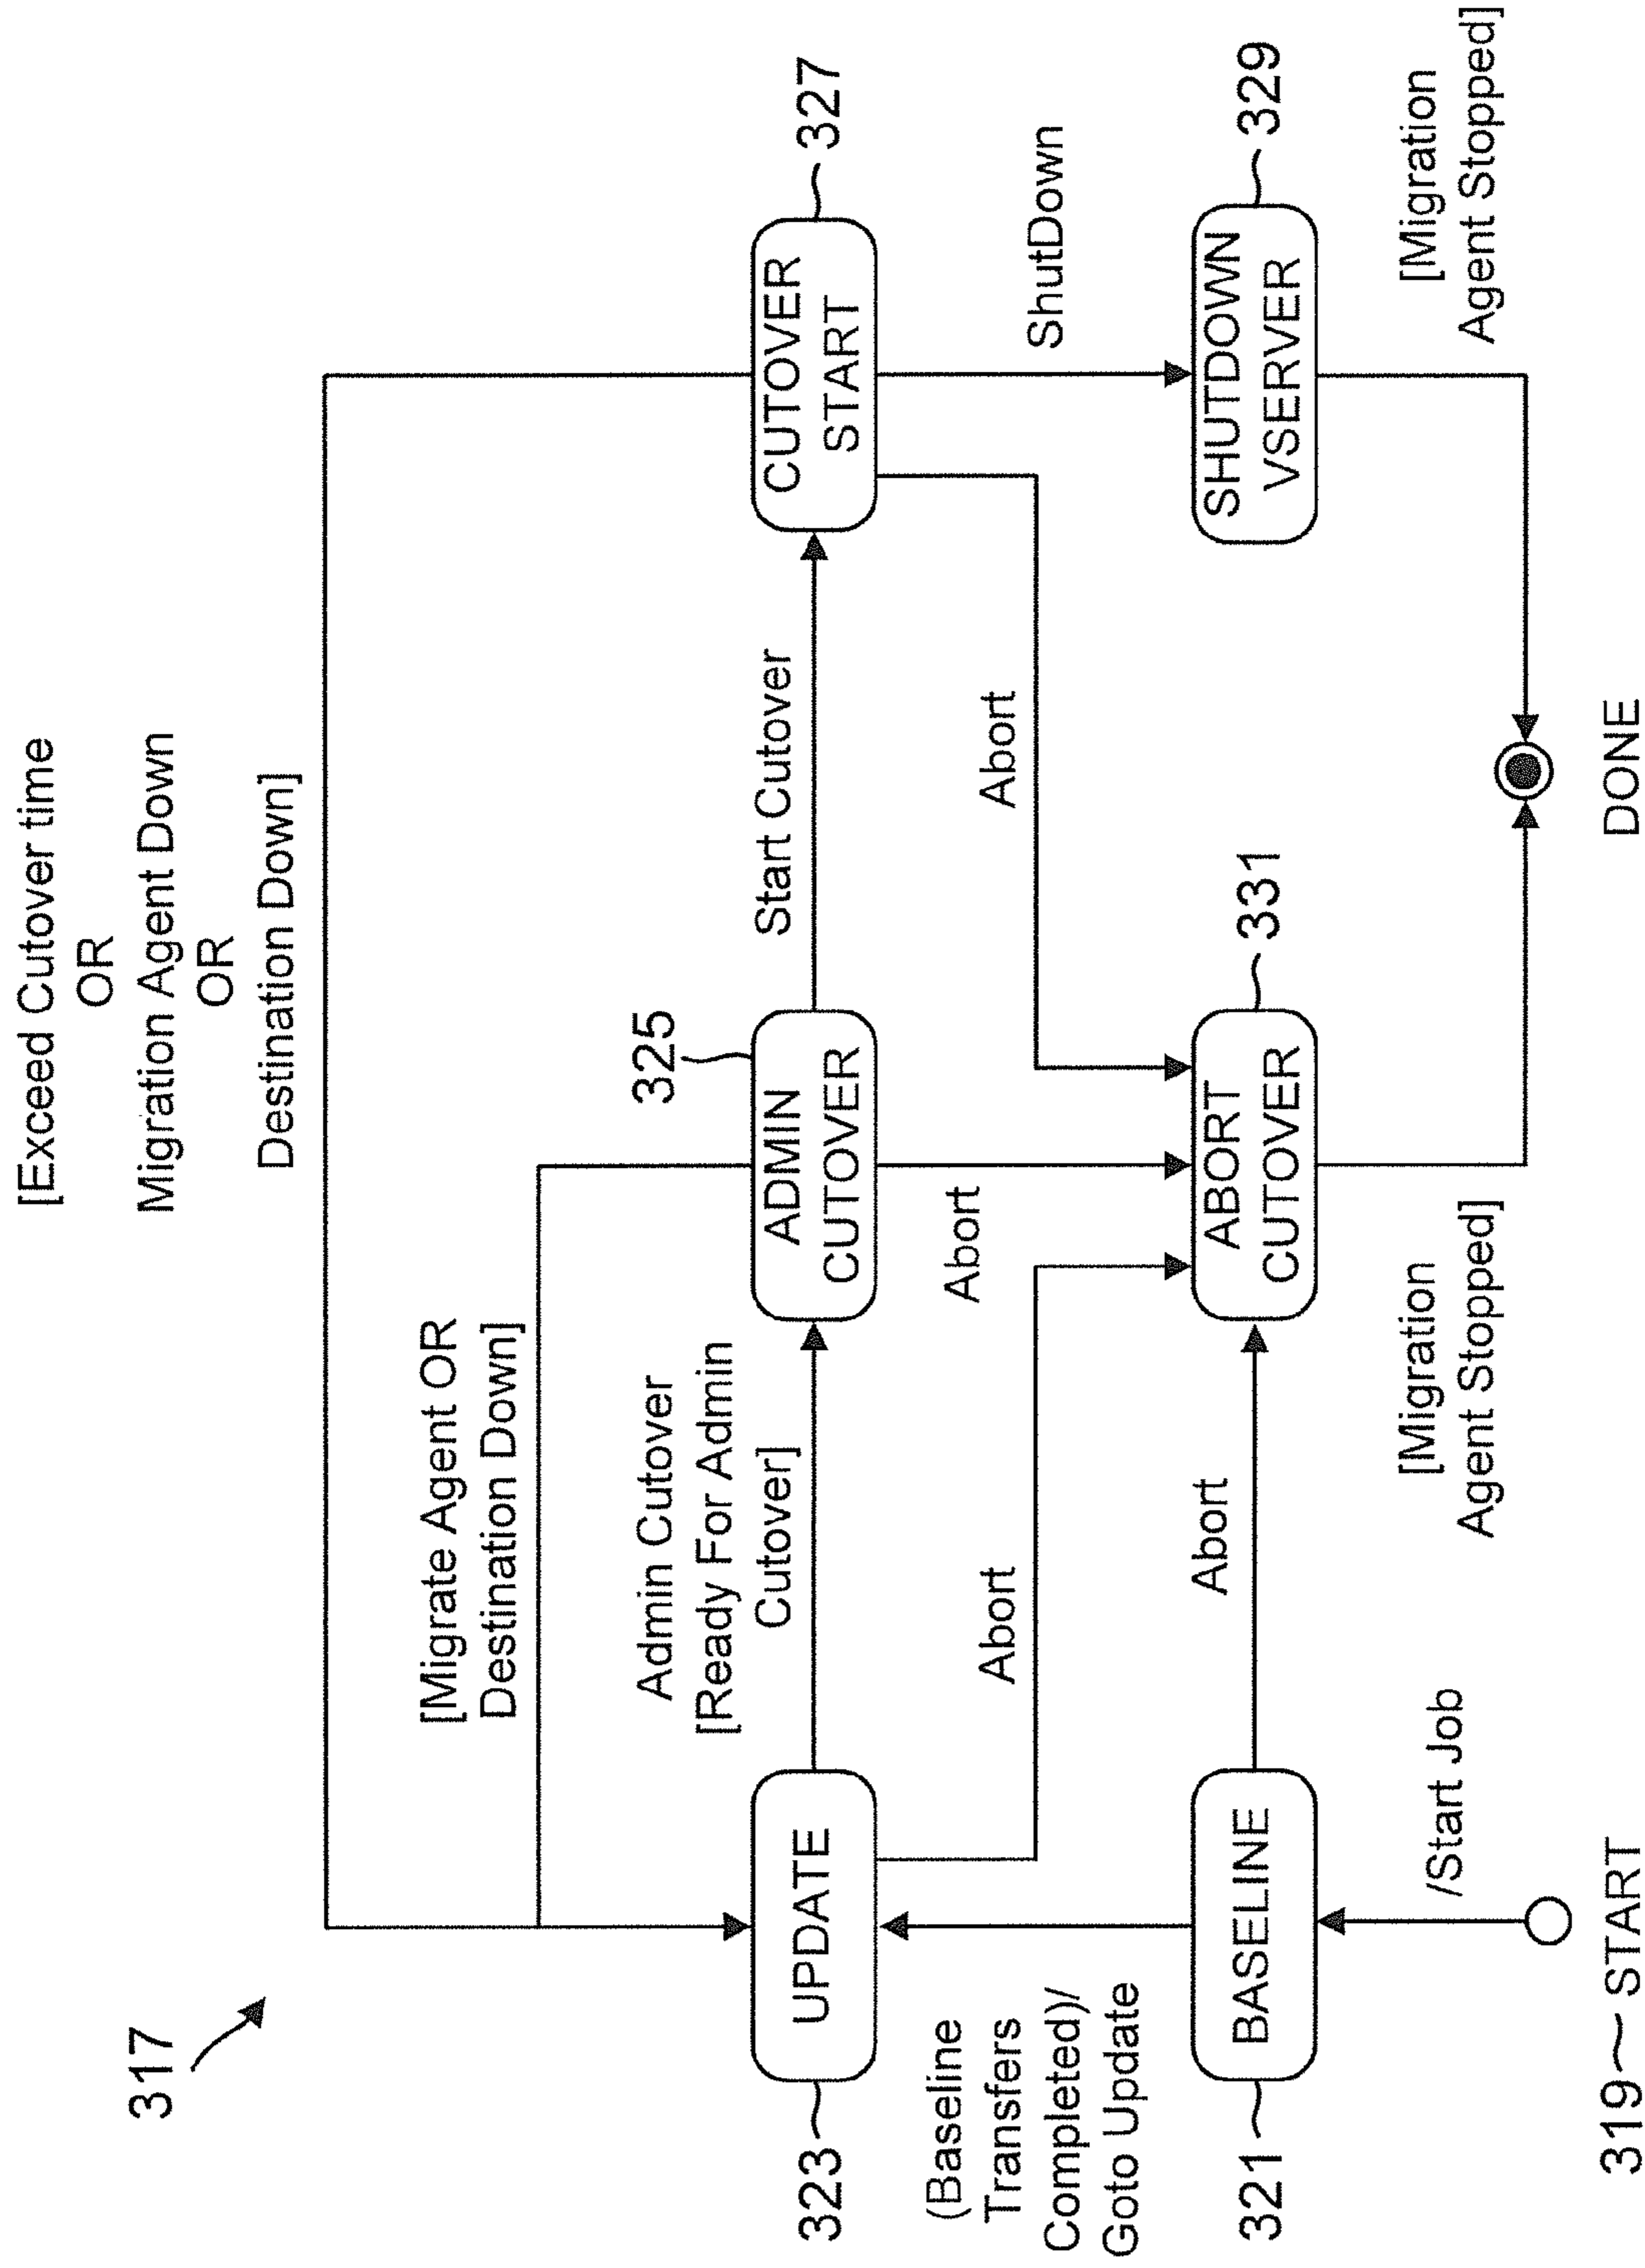 317
[Exceed Cutover time
OR
Migration Agent Down
OR
Destination Down]
[Migrate Agent OR
Destination Down]
323
UPDATE
Admin Cutover
[Ready For Admin
Cutover]
325
ADMIN
CUTOVER
Start Cutover
CUTOVER
START
327
(Baseline
Transfers
Completed)/
Goto Update
Abort
Abort
Abort
ShutDown
321
BASELINE
Abort
ABORT
CUTOVER
331
SHUTDOWN
VSERVER
329
/Start Job
[Migration
Agent Stopped]
[Migration
Agent Stopped]
319
START
DONE